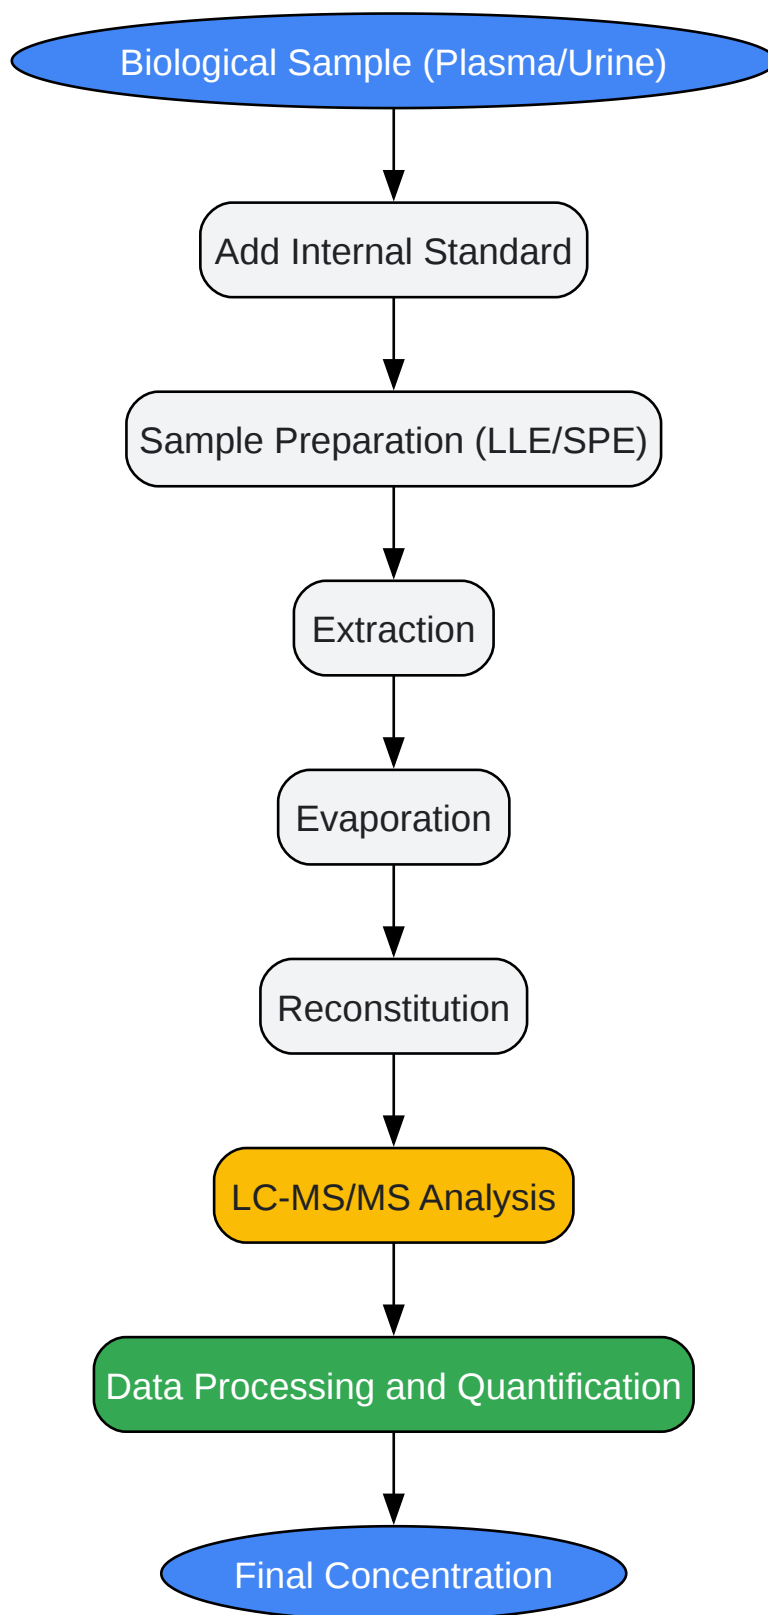 Biological Sample (Plasma/Urine)
Add Internal Standard
Sample Preparation (LLE/SPE)
Extraction
Evaporation
Reconstitution
LC-MS/MS Analysis
Data Processing and Quantification
Final Concentration